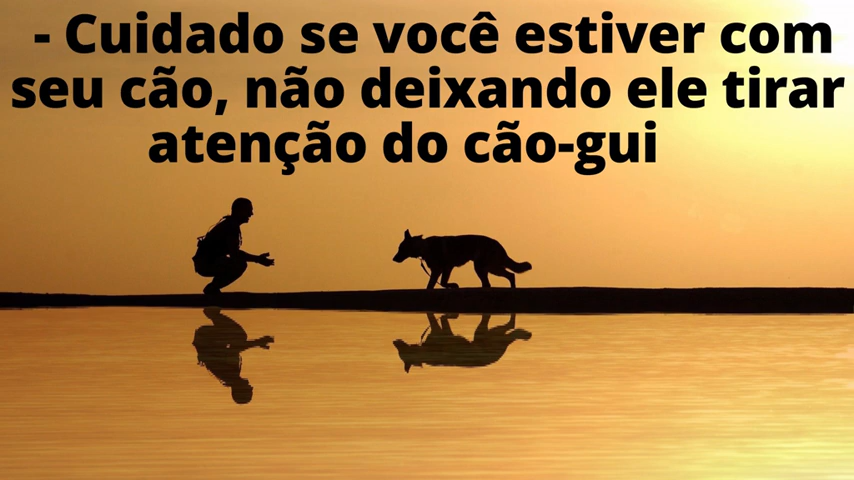 - Cuidado se você estiver com
seu cão, não deixando ele tirar
atenção do cão-gui